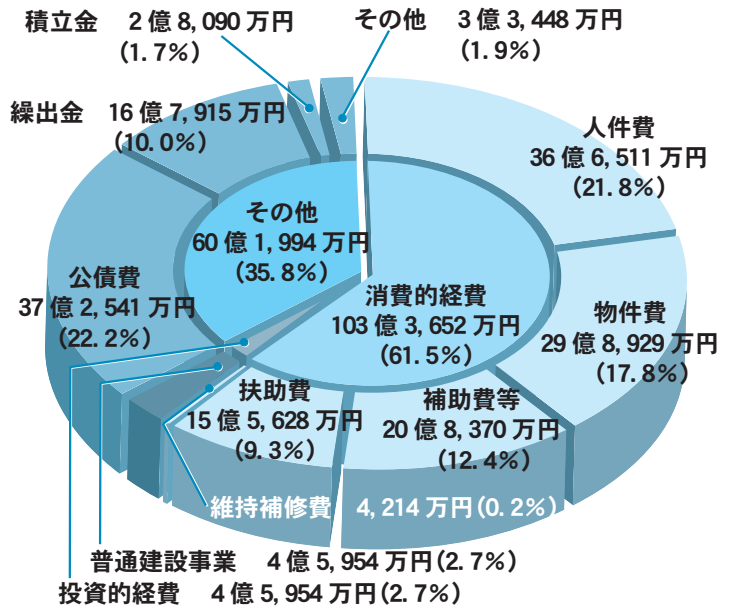 積立金 2億8,090万円
(1.7%)
その他 3億3,448万円
(1.9%)
繰出金 16億7,915万円
(10.0%)
人件費
36億6,511万円
(21.8%)
その他
60億1,994万円
(35.8%)
公債費
37億2,541万円
(22.2%)
消費的経費
103億3,652万円
(61.5%)
物件費
29億8,929万円
(17.8%)
扶助費
15億5,628万円
(9.3%)
補助費等
20億8,370万円
(12.4%)
維持補修費 4,214万円(0.2%)
普通建設事業 4億5,954万円(2.7%)
投資的経費 4億5,954万円(2.7%)